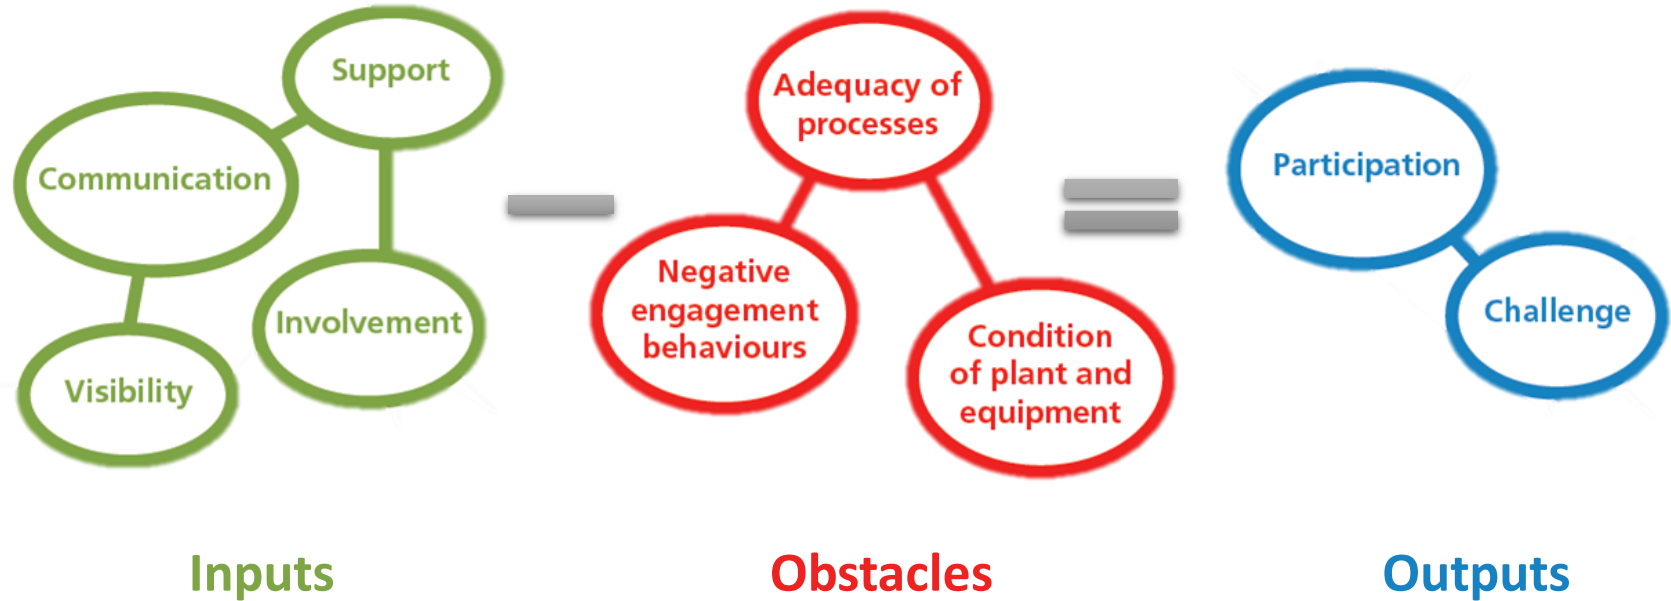 Support
Communication
Involvement
Visibility
Adequacy of
processes
Negative
engagement
behaviours
Condition
of plant and
equipment
Participation
Challenge
Inputs
Obstacles
Outputs